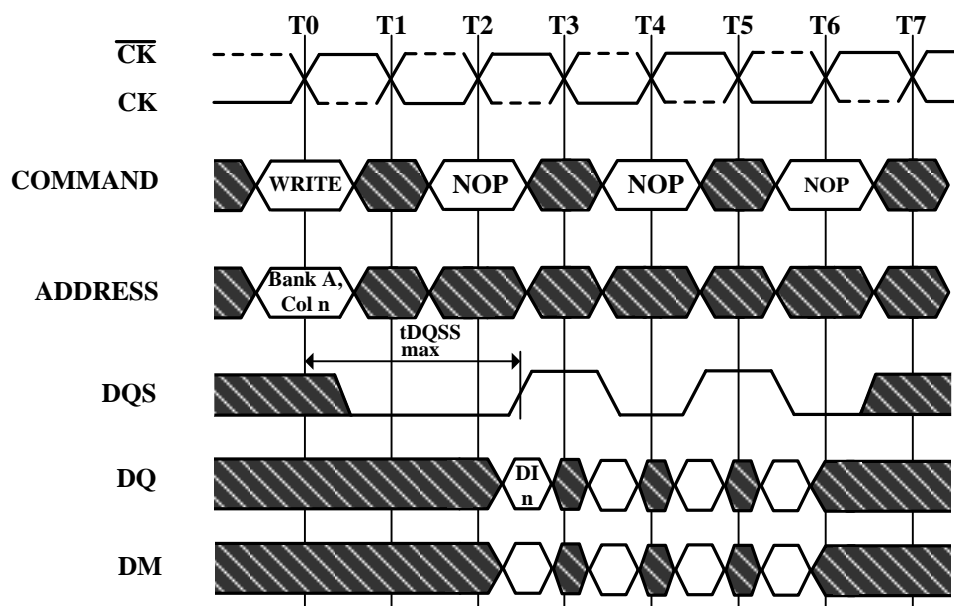 T0 T1 T2 T3 T4 T5 T6 T7
CK
CK
COMMAND WRITE NOP NOP NOP
ADDRESS Bank A,
Col n
tDQSS
max
DQS
DQ DI
n
DM